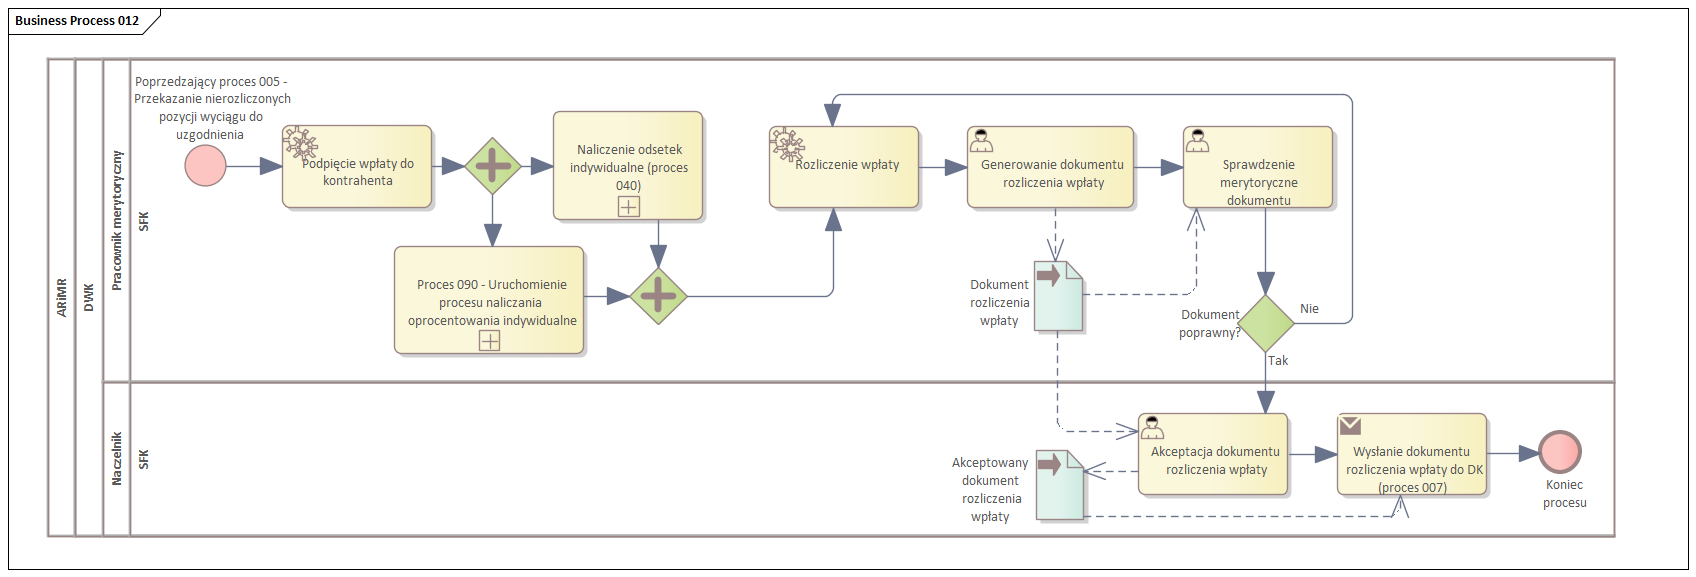 Business Process 012
ARiMR
DWK
Pracownik merytoryczny
SFK
Poprzedzający proces 005 -
Przekazanie nierozliczonych
pozycji wyciągu do
uzgodnienia
Podpięcie wpłaty do
kontrahenta
Naliczenie odsetek
indywidualne (proces
040)
Proces 090 - Uruchomienie
procesu naliczania
oprocentowania indywidualne
Rozliczenie wpłaty
Generowanie dokumentu
rozliczenia wpłaty
Sprawdzenie
merytoryczne
dokumentu
Dokument
rozliczenia
wpłaty
Dokument
poprawny?
Nie
Tak
Naczelnik
SFK
Akceptacja dokumentu
rozliczenia wpłaty
Wysłanie dokumentu
rozliczenia wpłaty do DK
(proces 007)
Akceptowany
dokument
rozliczenia
wpłaty
Koniec
procesu